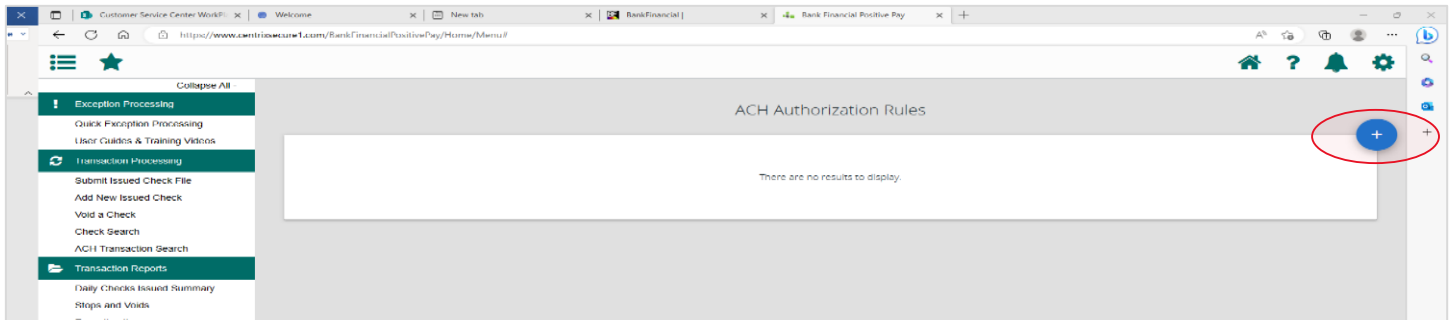 Customer Service Center WorkPl
Welcome
New tab
BankFinancial |
Bank Financial Positive Pay
https://www.centrixsecure1.com/BankFinancialPositivePay/Home/Menu#
Collapse All -
Exception Processing
Quick Exception Processing
User Guides & Training Videos
Transaction Processing
Submit Issued Check File
Add New Issued Check
Void a Check
Check Search
ACH Transaction Search
Transaction Reports
Daily Checks Issued Summary
Stops and Voids
ACH Authorization Rules
There are no results to display.